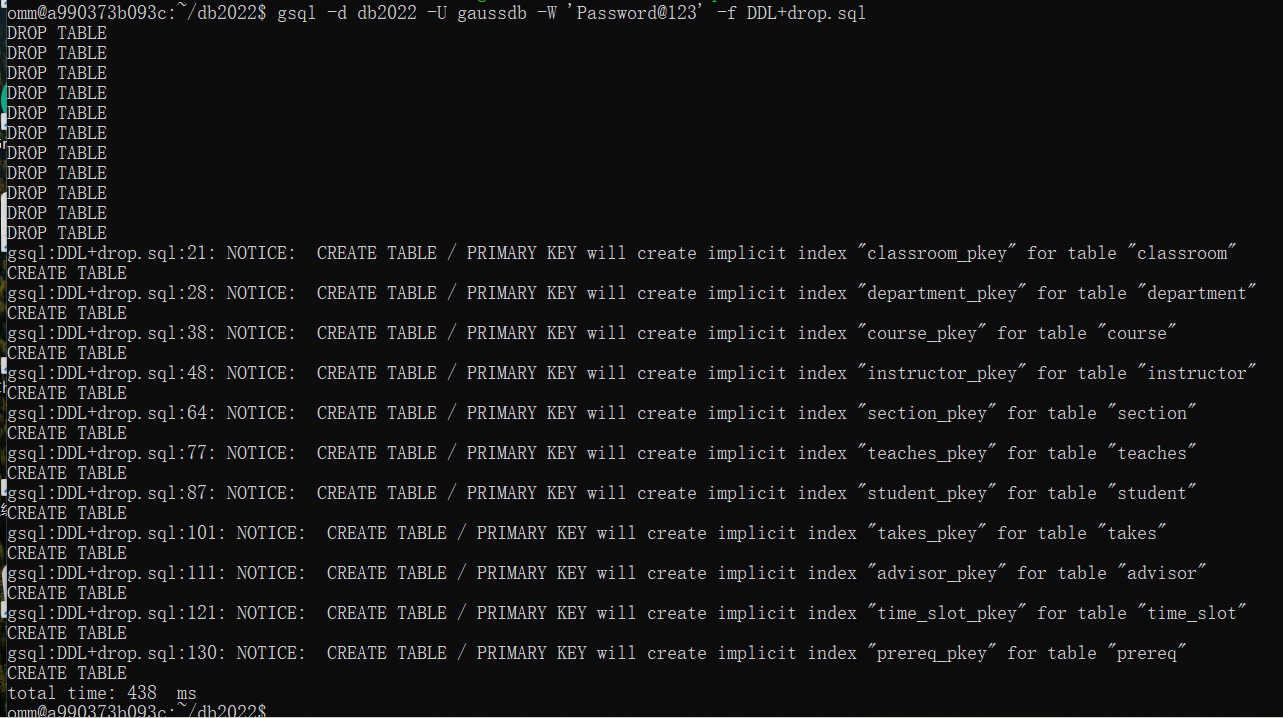 omm@a990373b093c:~/db2022$ gsql -d db2022 -U gaussdb -W 'Password@123' -f DDL+drop.sql
DROP TABLE
DROP TABLE
DROP TABLE
DROP TABLE
DROP TABLE
DROP TABLE
DROP TABLE
DROP TABLE
DROP TABLE
DROP TABLE
DROP TABLE
gsql:DDL+drop.sql:21: NOTICE:  CREATE TABLE / PRIMARY KEY will create implicit index "classroom_pkey" for table "classroom"
CREATE TABLE
gsql:DDL+drop.sql:28: NOTICE:  CREATE TABLE / PRIMARY KEY will create implicit index "department_pkey" for table "department"
CREATE TABLE
gsql:DDL+drop.sql:38: NOTICE:  CREATE TABLE / PRIMARY KEY will create implicit index "course_pkey" for table "course"
CREATE TABLE
gsql:DDL+drop.sql:48: NOTICE:  CREATE TABLE / PRIMARY KEY will create implicit index "instructor_pkey" for table "instructor"
CREATE TABLE
gsql:DDL+drop.sql:64: NOTICE:  CREATE TABLE / PRIMARY KEY will create implicit index "section_pkey" for table "section"
CREATE TABLE
gsql:DDL+drop.sql:77: NOTICE:  CREATE TABLE / PRIMARY KEY will create implicit index "teaches_pkey" for table "teaches"
CREATE TABLE
gsql:DDL+drop.sql:87: NOTICE:  CREATE TABLE / PRIMARY KEY will create implicit index "student_pkey" for table "student"
CREATE TABLE
gsql:DDL+drop.sql:101: NOTICE:  CREATE TABLE / PRIMARY KEY will create implicit index "takes_pkey" for table "takes"
CREATE TABLE
gsql:DDL+drop.sql:111: NOTICE:  CREATE TABLE / PRIMARY KEY will create implicit index "advisor_pkey" for table "advisor"
CREATE TABLE
gsql:DDL+drop.sql:121: NOTICE:  CREATE TABLE / PRIMARY KEY will create implicit index "time_slot_pkey" for table "time_slot"
CREATE TABLE
gsql:DDL+drop.sql:130: NOTICE:  CREATE TABLE / PRIMARY KEY will create implicit index "prereq_pkey" for table "prereq"
CREATE TABLE
total time: 438  ms
omm@a990373b093c:~/db2022$